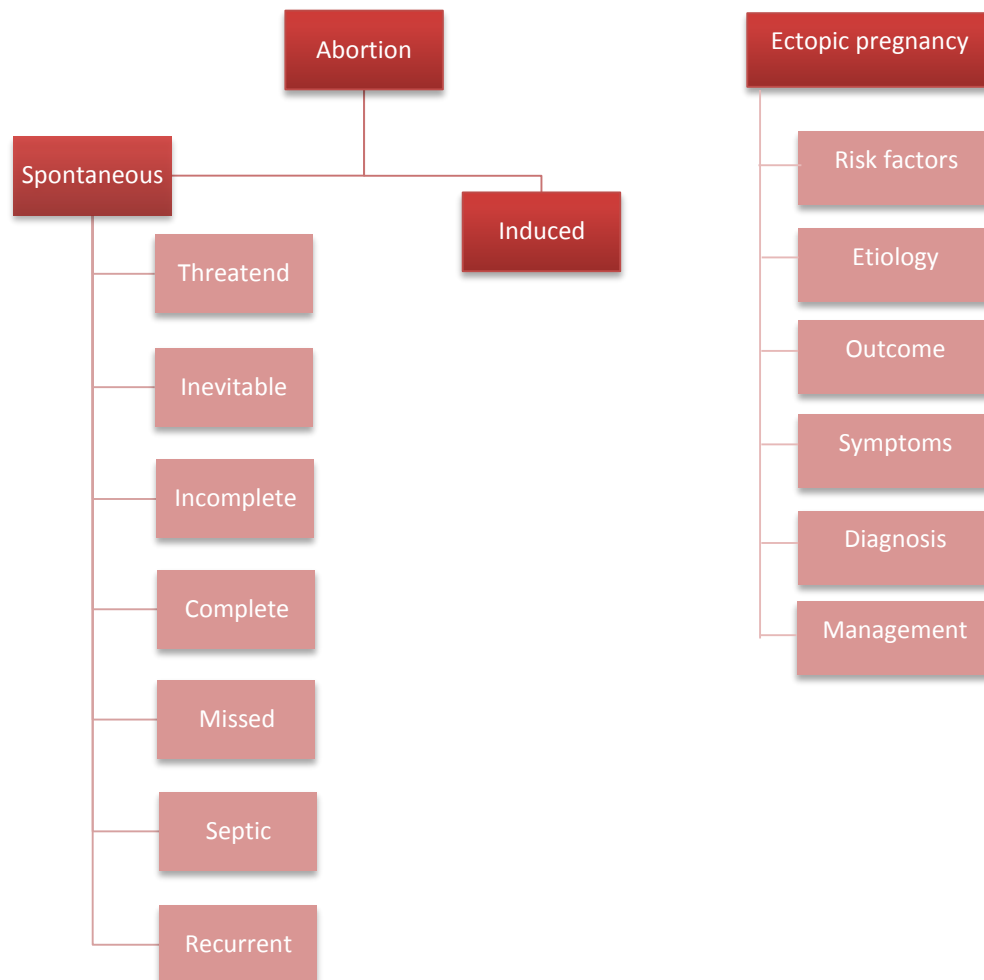 Abortion
Spontaneous
Induced
Threatend
Inevitable
Incomplete
Complete
Missed
Septic
Recurrent
Ectopic pregnancy
Risk factors
Etiology
Outcome
Symptoms
Diagnosis
Management